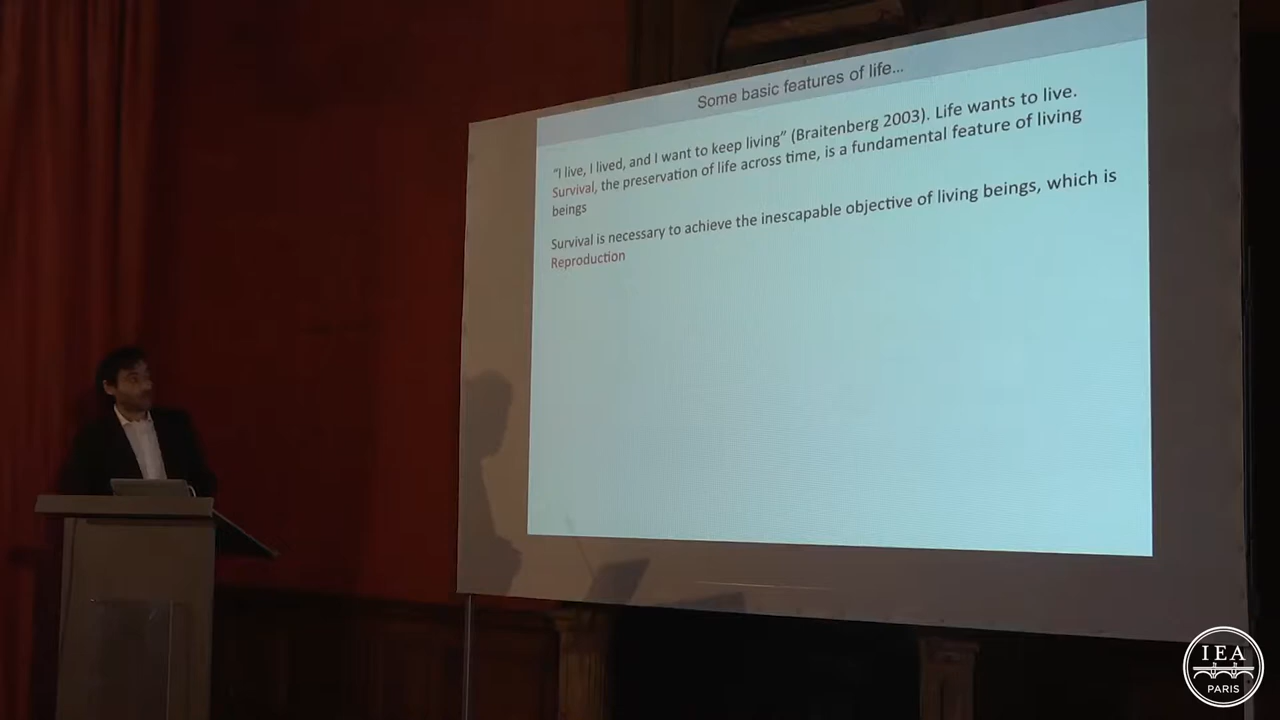 Some basic features of life...
“I live, I lived, and I want to keep living” (Braitenberg 2003). Life wants to live.
Survival, the preservation of life across time, is a fundamental feature of living
beings
Survival is necessary to achieve the inescapable objective of living beings, which is
Reproduction
IEA
PARIS